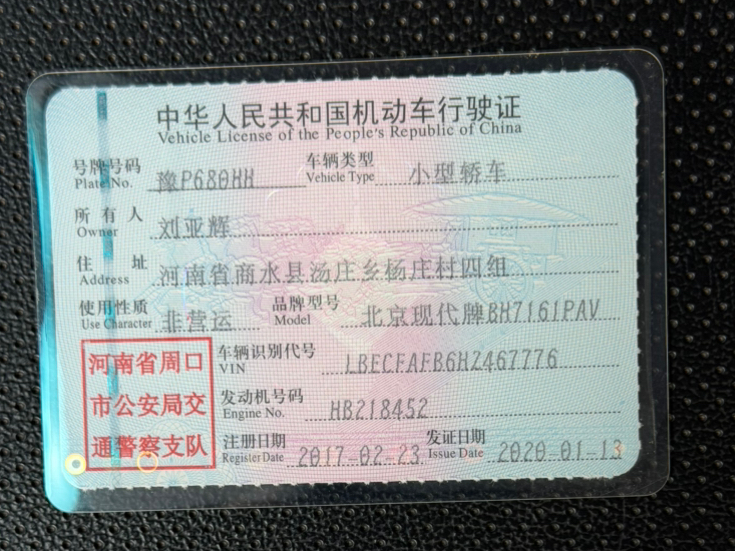 中华人民共和国机动车行驶证
Vehicle License of the People's Republic of China
号牌号码 豫P680HH 车辆类型 小型轿车
Plate No. Vehicle Type
所有人 刘亚辉
Owner
住址 河南省商水县汤庄乡杨庄村四组
Address
使用性质 非营运 品牌型号 北京现代牌BH7161PAV
Use Character Model
河南省周口 车辆识别代号 LBECFAFB6HZ467776
VIN
市公安局交 发动机号码 HB218452
Engine No.
通警察支队 注册日期 2017-02-23 发证日期 2020-01-13
Register Date Issue Date